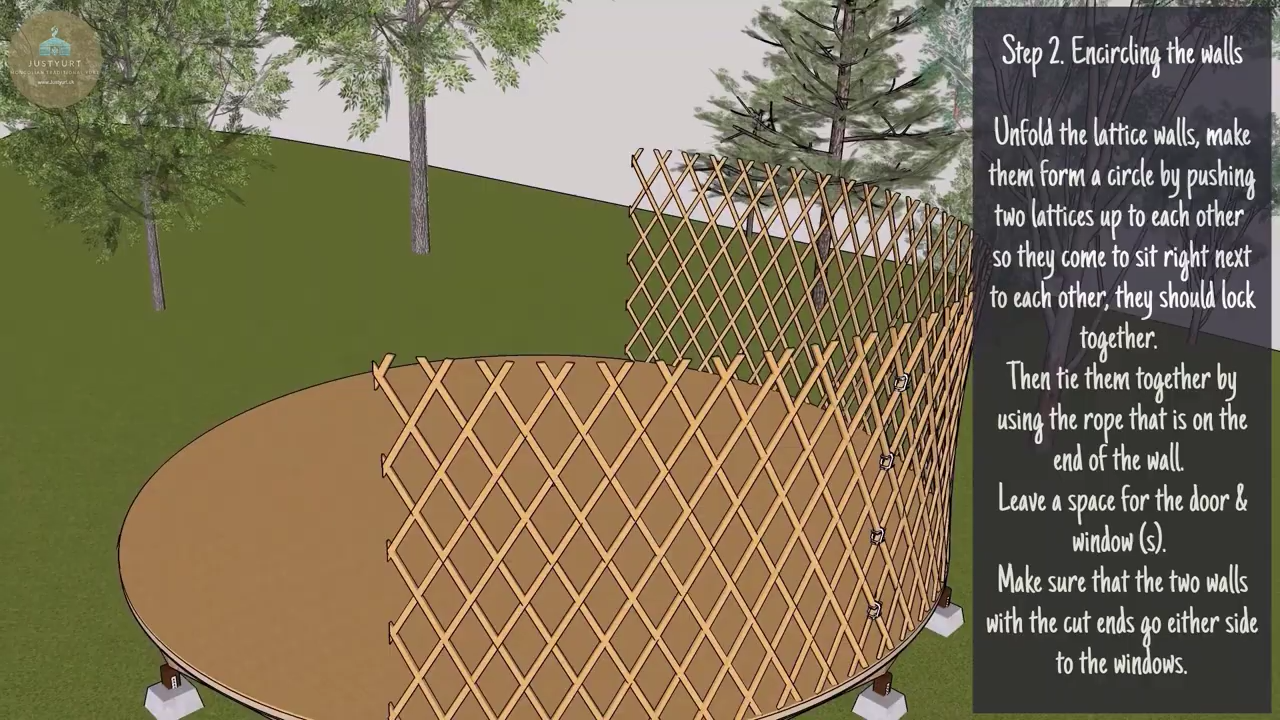 JUSTYURT
www.justyurt.ch
Step 2. Encircling the walls
Unfold the lattice walls, make
them form a circle by pushing
two lattices up to each other
so they come to sit right next
to each other, they should lock
together.
Then tie them together by
using the rope that is on the
end of the wall.
Leave a space for the door &
window (s).
Make sure that the two walls
with the cut ends go either side
to the windows.